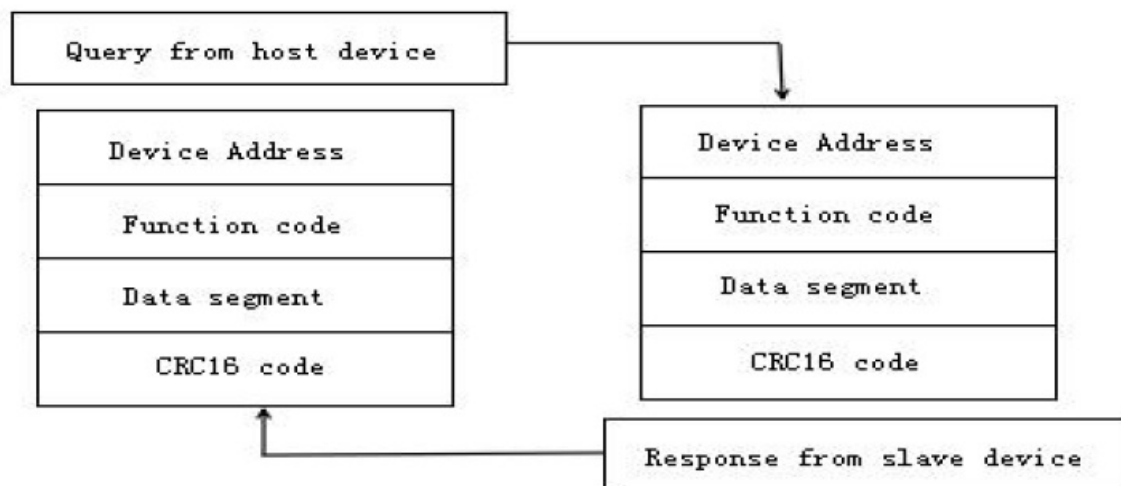 Query from host device
Device Address
Function code
Data segment
CRC16 code
Device Address
Function code
Data segment
CRC16 code
Response from slave device